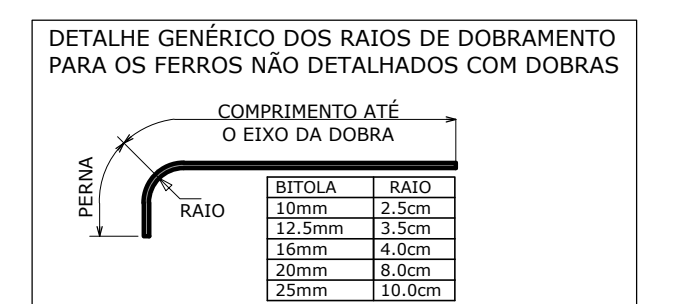 DETALHE GENÉRICO DOS RAIOS DE DOBRAMENTO
PARA OS FERROS NÃO DETALHADOS COM DOBRAS
COMPRIMENTO ATÉ
O EIXO DA DOBRA
PERNA
RAIO
BITOLA RAIO
10mm 2.5cm
12.5mm 3.5cm
16mm 4.0cm
20mm 8.0cm
25mm 10.0cm